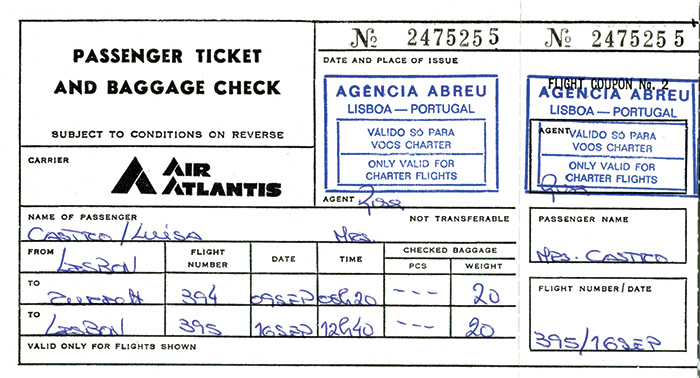 PASSENGER TICKET
AND BAGGAGE CHECK
SUBJECT TO CONDITIONS ON REVERSE
CARRIER
AIR
ATLANTIS
№ 2475255
DATE AND PLACE OF ISSUE
AGÊNCIA ABREU
LISBOA — PORTUGAL
VÁLIDO SÓ PARA
VOOS CHARTER
ONLY VALID FOR
CHARTER FLIGHTS
AGENT
NAME OF PASSENGER
NOT TRANSFERABLE
CASTRO/LUISA MRS.
FROM LISBON
FLIGHT NUMBER
DATE
TIME
CHECKED BAGGAGE
PCS
WEIGHT
TO 394 09SEP 08h20 --- 20
TO LISBON 395 16SEP 12h40 --- 20
VALID ONLY FOR FLIGHTS SHOWN
№ 2475255
FLIGHT COUPON No. 2
AGÊNCIA ABREU
LISBOA — PORTUGAL
AGENT
VÁLIDO SÓ PARA
VOOS CHARTER
ONLY VALID FOR
CHARTER FLIGHTS
PASSENGER NAME
MRS. CASTRO
FLIGHT NUMBER/DATE
395/16SEP